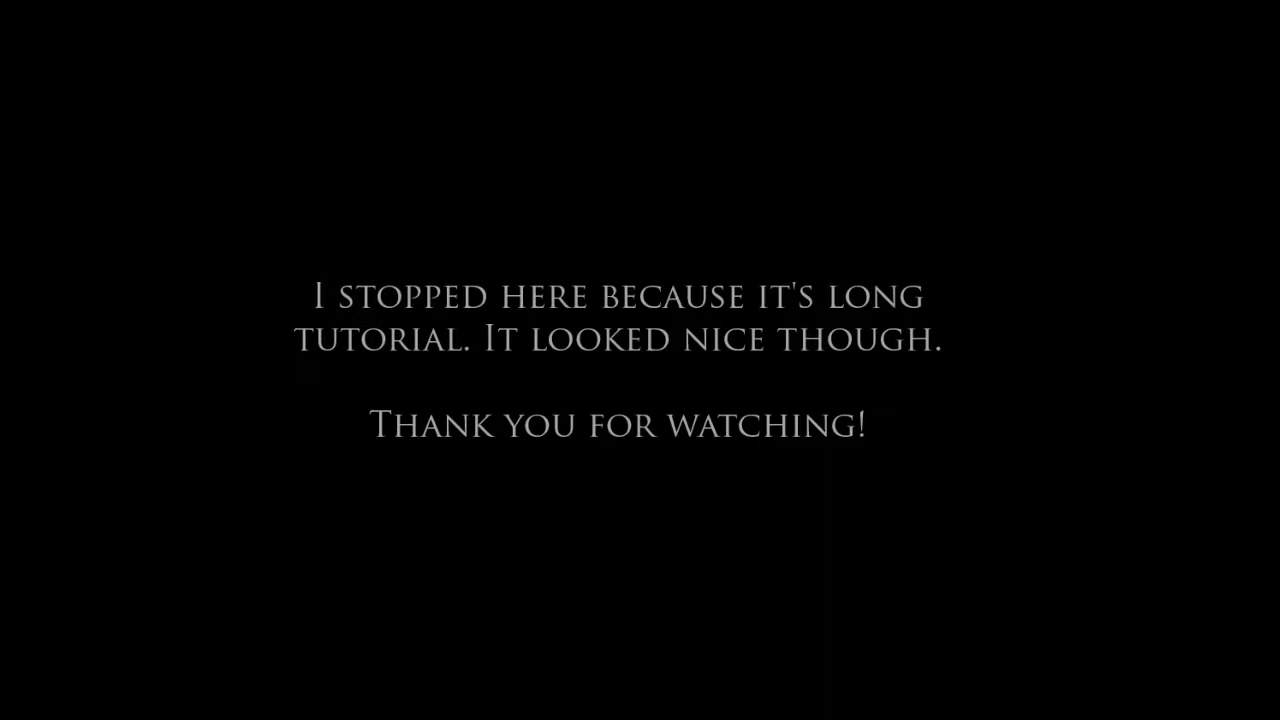 I stopped here because it's long
tutorial. It looked nice though.
Thank you for watching!